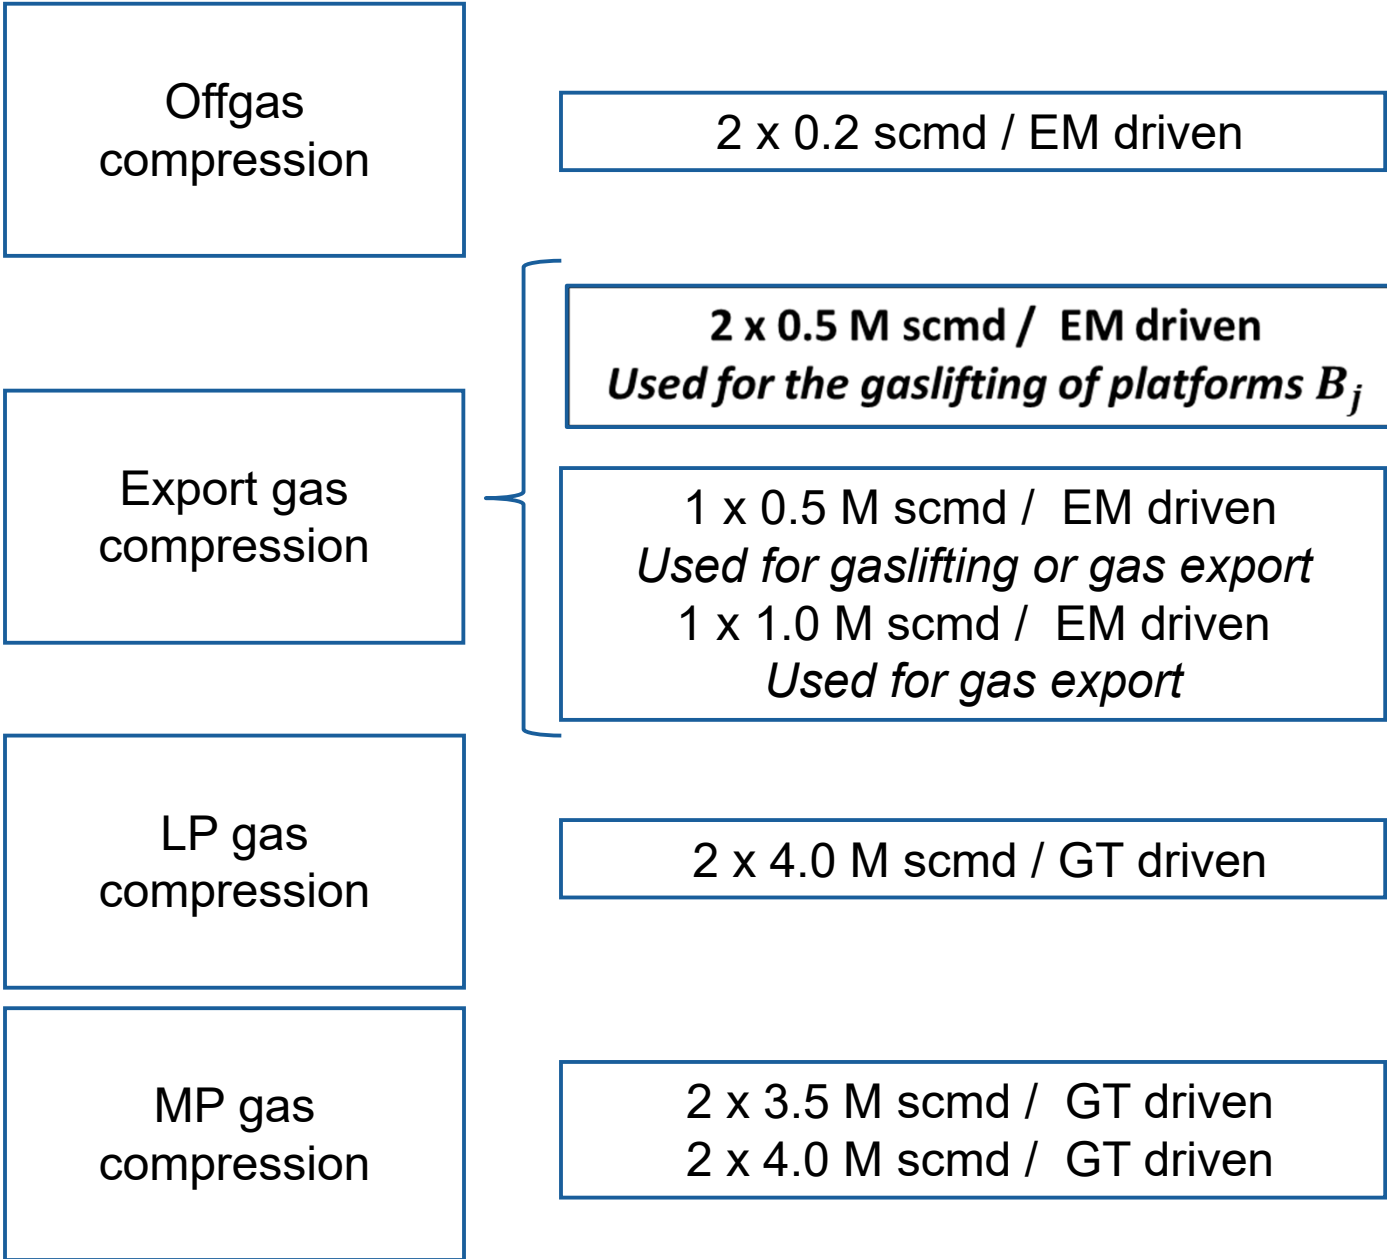 Offgas
compression
2 x 0.2 scmd / EM driven
2 x 0.5 M scmd / EM driven
Used for the gaslifting of platforms B_j
Export gas
compression
1 x 0.5 M scmd / EM driven
Used for gaslifting or gas export
1 x 1.0 M scmd / EM driven
Used for gas export
LP gas
compression
2 x 4.0 M scmd / GT driven
MP gas
compression
2 x 3.5 M scmd / GT driven
2 x 4.0 M scmd / GT driven